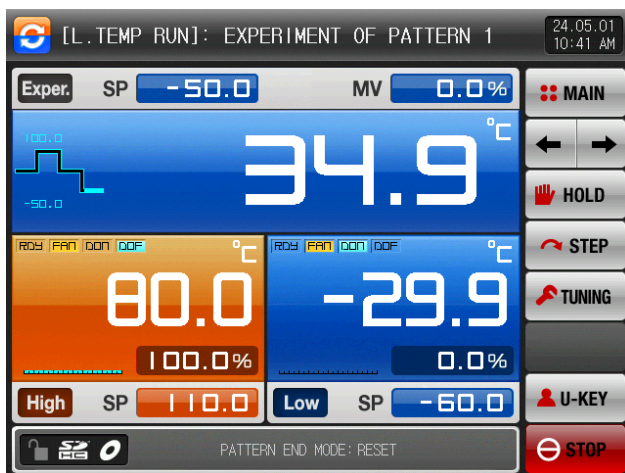 [L.TEMP RUN]: EXPERIMENT OF PATTERN 1
24.05.01
10:41 AM
Exper. SP -50.0 MV 0.0%
MAIN
100.0
-50.0
34.9 °C
HOLD
STEP
RDY FAN DON DOF °C
80.0
100.0%
RDY FAN DON DOF °C
-29.9
0.0%
TUNING
High SP 110.0
Low SP -60.0
U-KEY
PATTERN END MODE: RESET
STOP